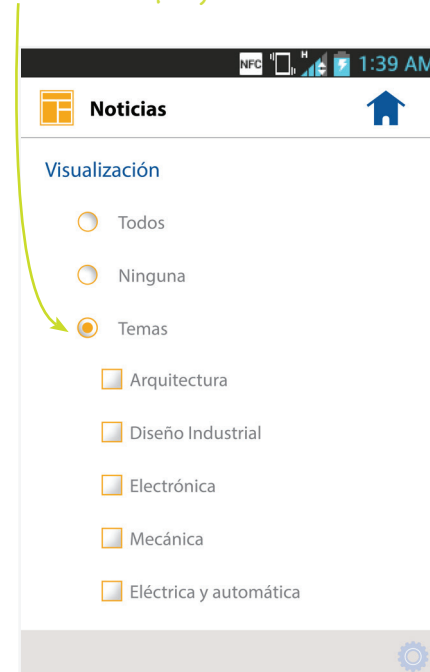 NFC H 1:39 AM
Noticias
Visualización
Todos
Ninguna
Temas
Arquitectura
Diseño Industrial
Electrónica
Mecánica
Eléctrica y automática